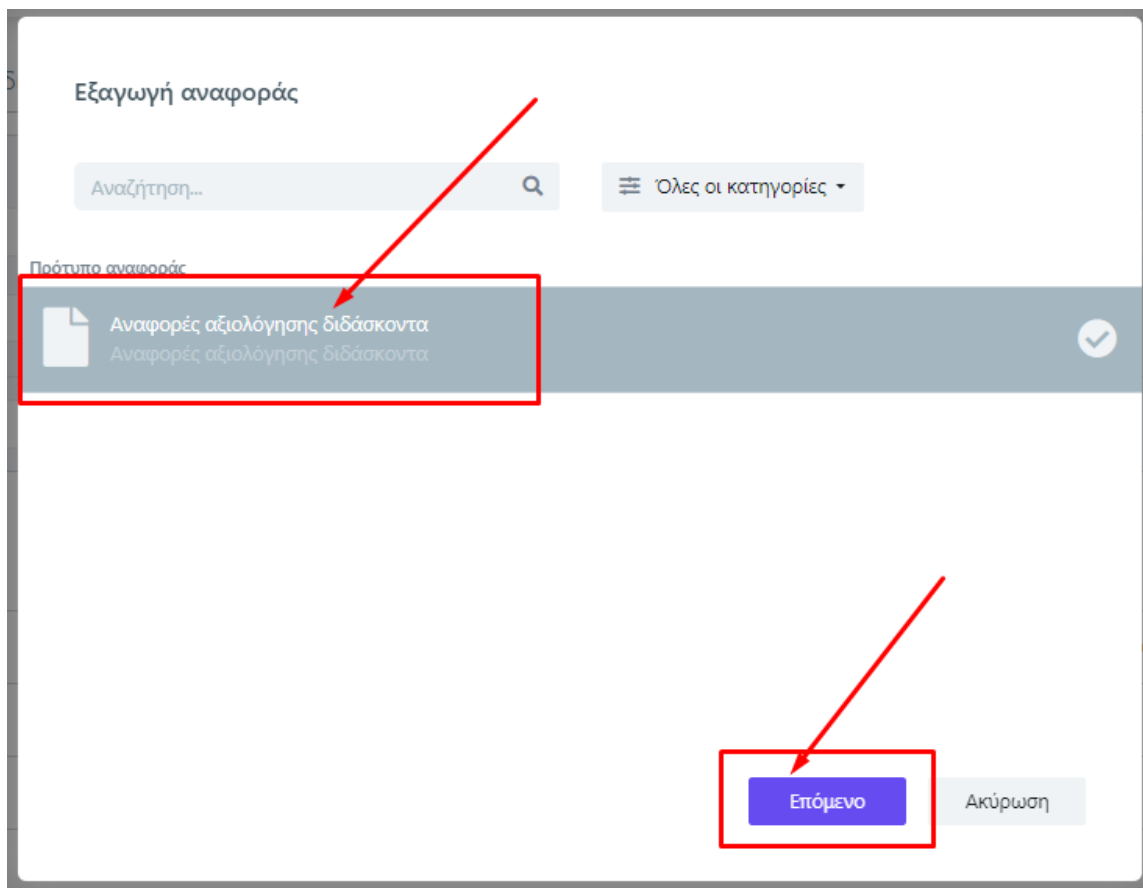 Εξαγωγή αναφοράς
Αναζήτηση...
Όλες οι κατηγορίες
Πρότυπο αναφοράς
Αναφορές αξιολόγησης διδάσκοντα
Αναφορές αξιολόγησης διδάσκοντα
Επόμενο
Ακύρωση